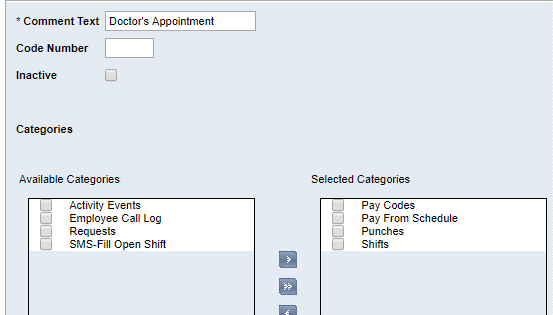 * Comment Text Doctor's Appointment
Code Number
Inactive
Categories
Available Categories
Activity Events
Employee Call Log
Requests
SMS-Fill Open Shift
Selected Categories
Pay Codes
Pay From Schedule
Punches
Shifts